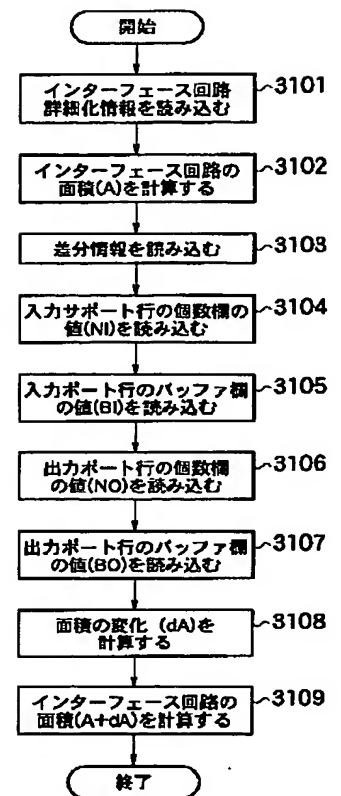 開始
インターフェース回路
詳細化情報を読み込む
3101
インターフェース回路の
面積(A)を計算する
3102
差分情報を読み込む
3103
入力サポート行の個数欄の
値(NI)を読み込む
3104
入力ポート行のバッファ欄
の値(BI)を読み込む
3105
出力ポート行の個数欄
の値(NO)を読み込む
3106
出力ポート行のバッファ欄
の値(BO)を読み込む
3107
面積の変化 (dA)を
計算する
3108
インターフェース回路の
面積(A+dA)を計算する
3109
終了